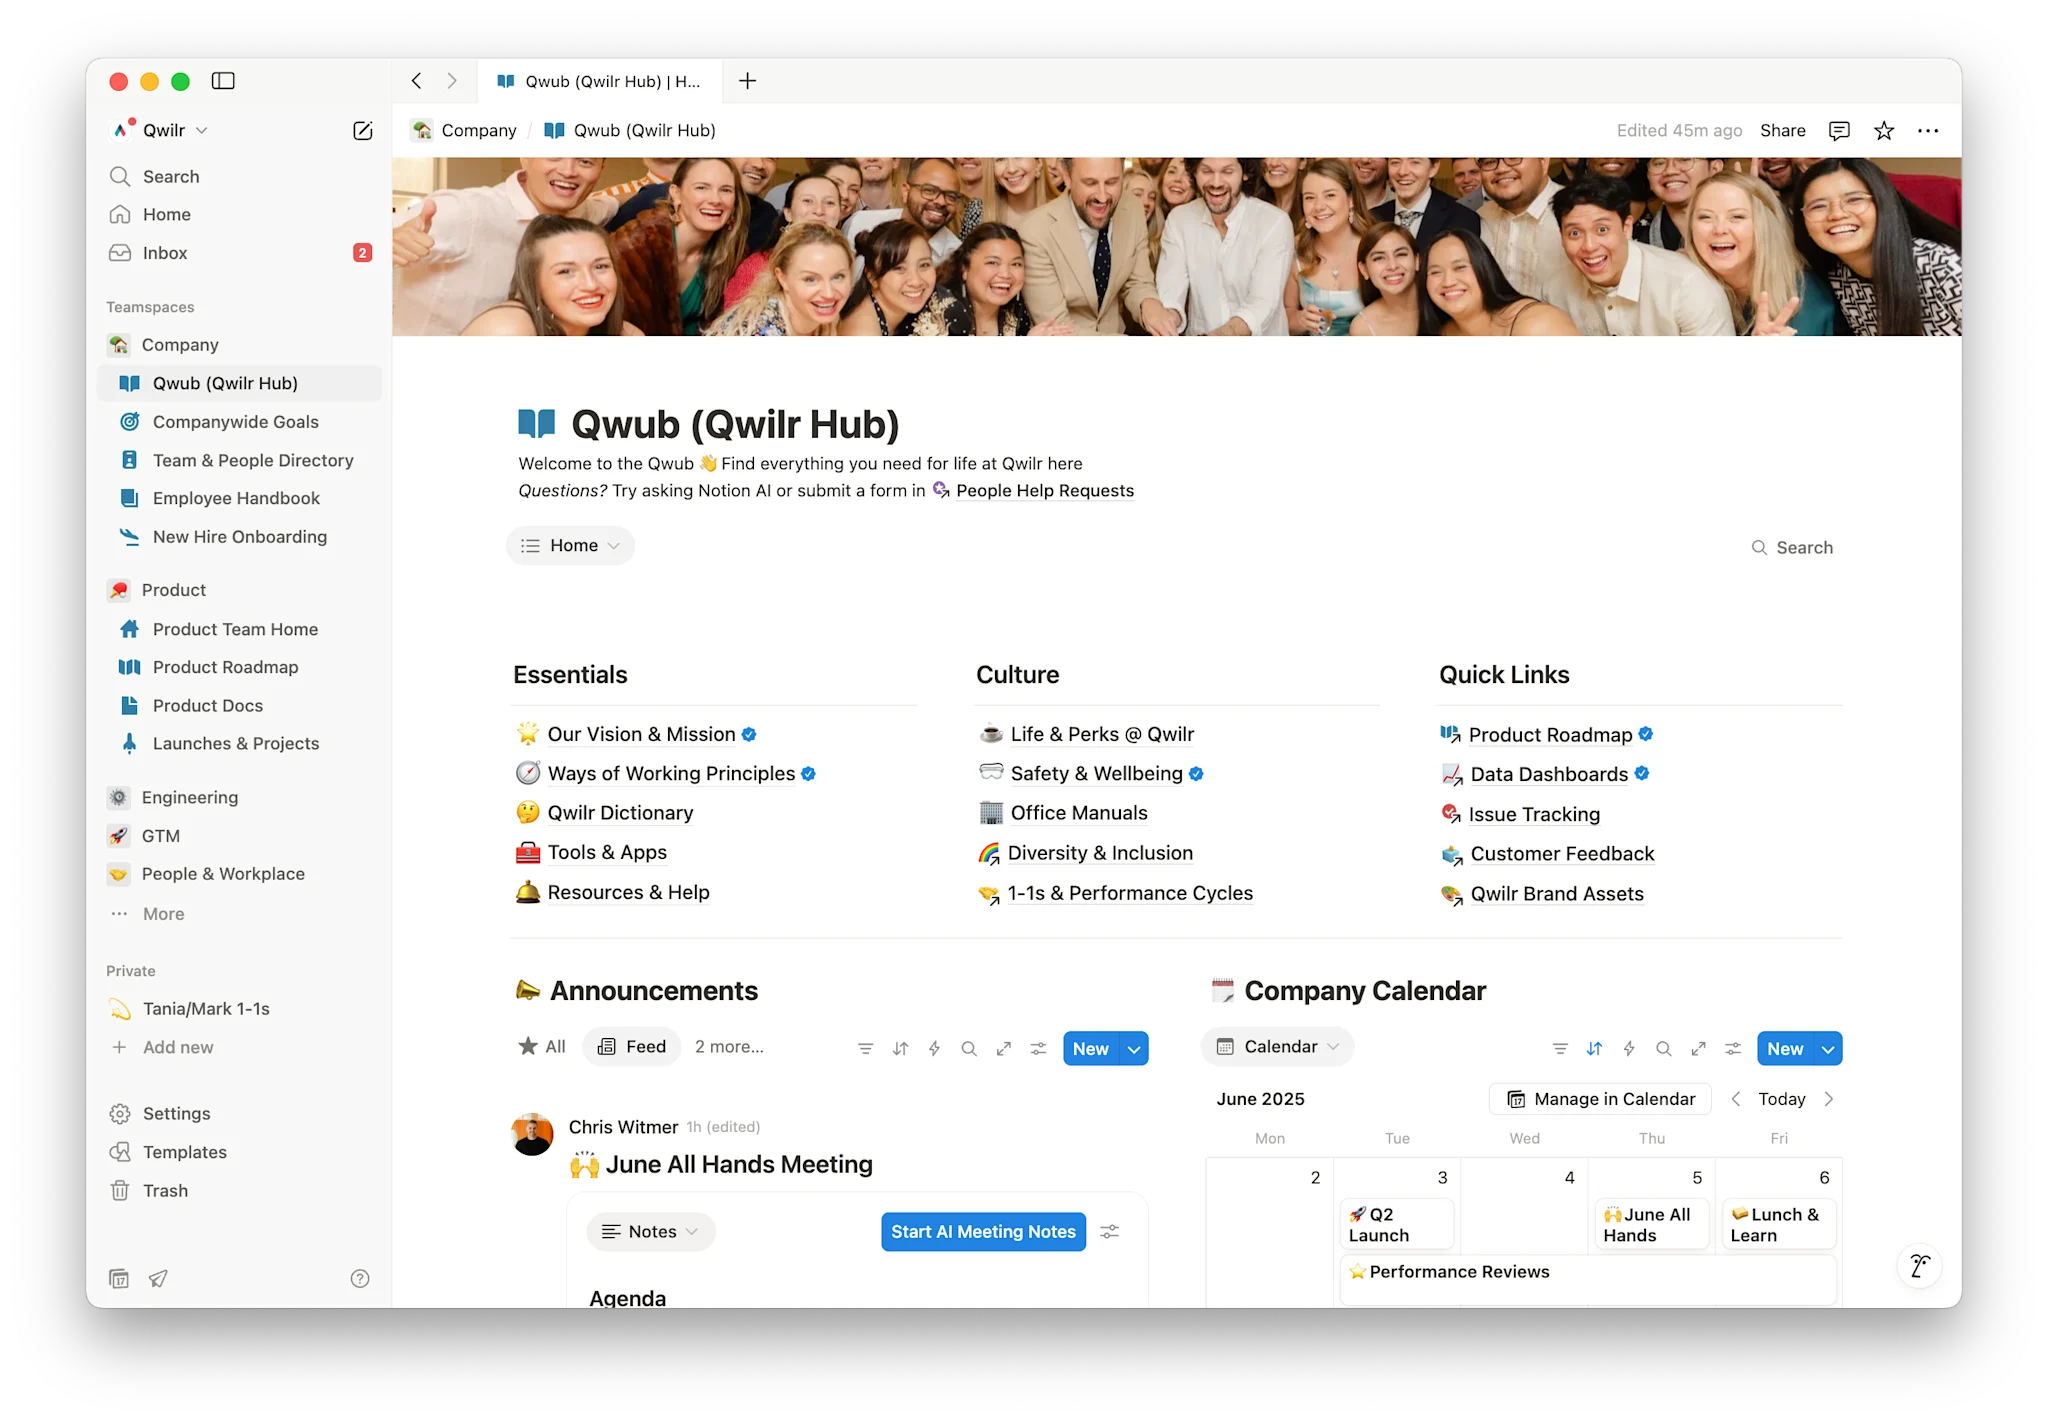 Qwub (Qwilr Hub) | H...
Qwilr
Company / Qwub (Qwilr Hub)
Edited 45m ago Share
Search
Home
Inbox 2
Teamspaces
Company
Qwub (Qwilr Hub)
Companywide Goals
Team & People Directory
Employee Handbook
New Hire Onboarding
Product
Product Team Home
Product Roadmap
Product Docs
Launches & Projects
Engineering
GTM
People & Workplace
More
Private
Tania/Mark 1-1s
Add new
Settings
Templates
Trash
17
Qwub (Qwilr Hub)
Welcome to the Qwub 👋 Find everything you need for life at Qwilr here
Questions? Try asking Notion AI or submit a form in People Help Requests
Home
Search
Essentials
Our Vision & Mission
Ways of Working Principles
Qwilr Dictionary
Tools & Apps
Resources & Help
Culture
Life & Perks @ Qwilr
Safety & Wellbeing
Office Manuals
Diversity & Inclusion
1-1s & Performance Cycles
Quick Links
Product Roadmap
Data Dashboards
Issue Tracking
Customer Feedback
Qwilr Brand Assets
Announcements
All Feed 2 more... New
Chris Witmer 1h (edited)
🙌 June All Hands Meeting
Notes Start AI Meeting Notes
Agenda
Company Calendar
Calendar New
June 2025 17 Manage in Calendar Today
Mon Tue Wed Thu Fri
2 3 4 5 6
🚀 Q2
Launch
🙌 June All
Hands
Lunch &
Learn
⭐ Performance Reviews